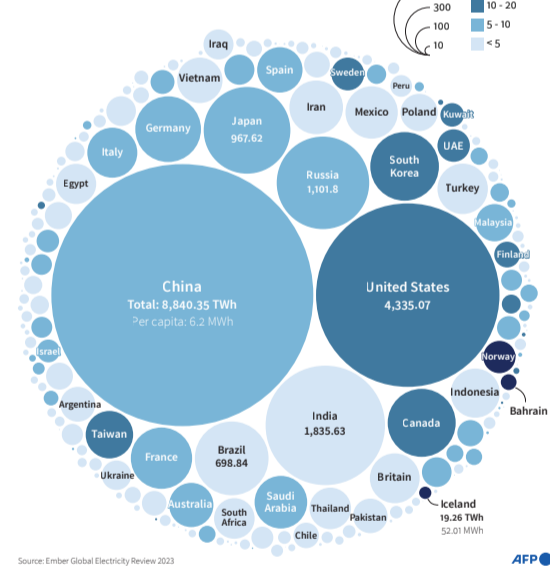 300
100
10
10 - 20
5 - 10
< 5
Iraq
Vietnam
Spain
Sweden
Peru
Iran
Mexico
Poland
Kuwait
Germany
Japan
967.62
Italy
Egypt
Russia
1,101.8
South
Korea
UAE
Turkey
Malaysia
Finland
China
Total: 8,840.35 TWh
Per capita: 6.2 MWh
United States
4,335.07
Israel
Norway
Bahrain
Argentina
Taiwan
India
1,835.63
Indonesia
Canada
France
Brazil
698.84
Ukraine
Britain
Australia
South
Africa
Saudi
Arabia
Thailand
Pakistan
Chile
Iceland
19.26 TWh
52.01 MWh
Source: Ember Global Electricity Review 2023
AFP